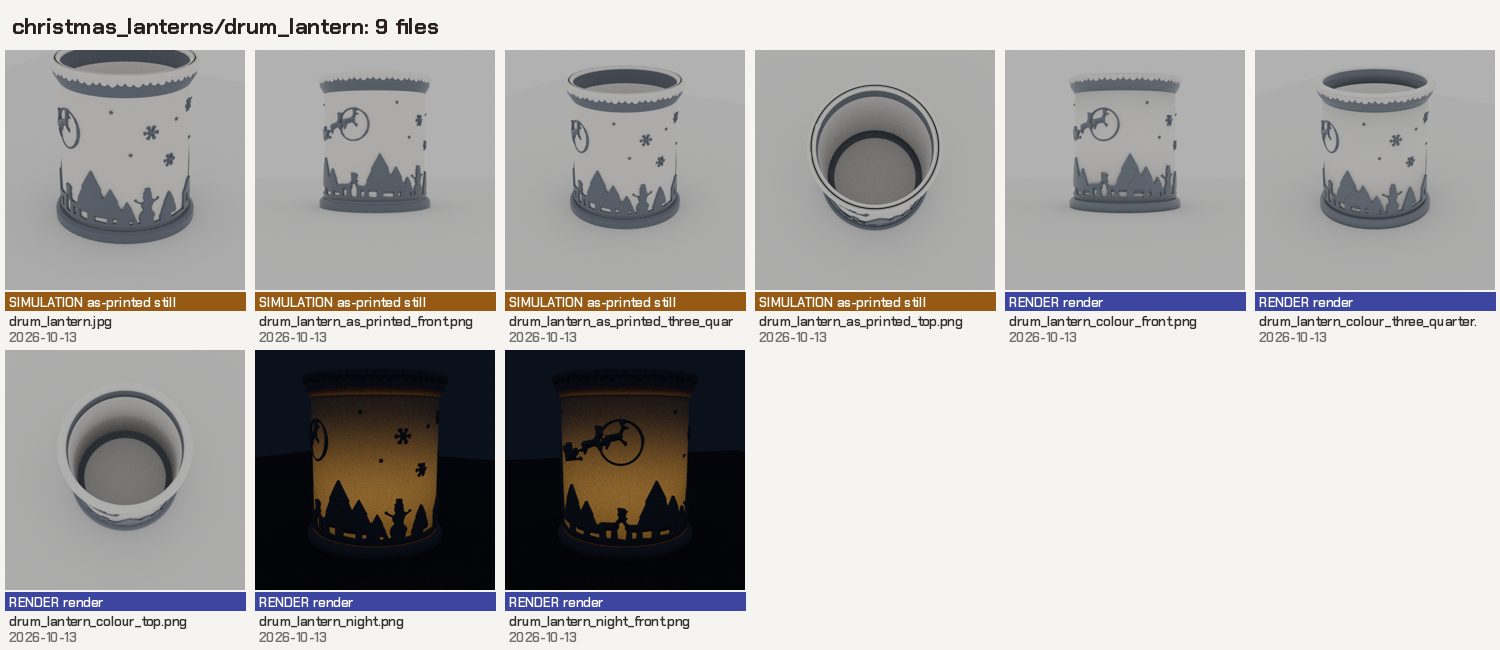 christmas_lanterns/drum_lantern: 9 files
SIMULATION as-printed still
SIMULATION as-printed still
SIMULATION as-printed still
SIMULATION as-printed still
RENDER render
RENDER render
drum_lantern.jpg
drum_lantern_as_printed_front.png
drum_lantern_as_printed_three_quar
drum_lantern_as_printed_top.png
drum_lantern_colour_front.png
drum_lantern_colour_three_quarter.
2026-10-13
2026-10-13
2026-10-13
2026-10-13
2026-10-13
2026-10-13
RENDER render
RENDER render
RENDER render
drum_lantern_colour_top.png
drum_lantern_night.png
drum_lantern_night_front.png
2026-10-13
2026-10-13
2026-10-13